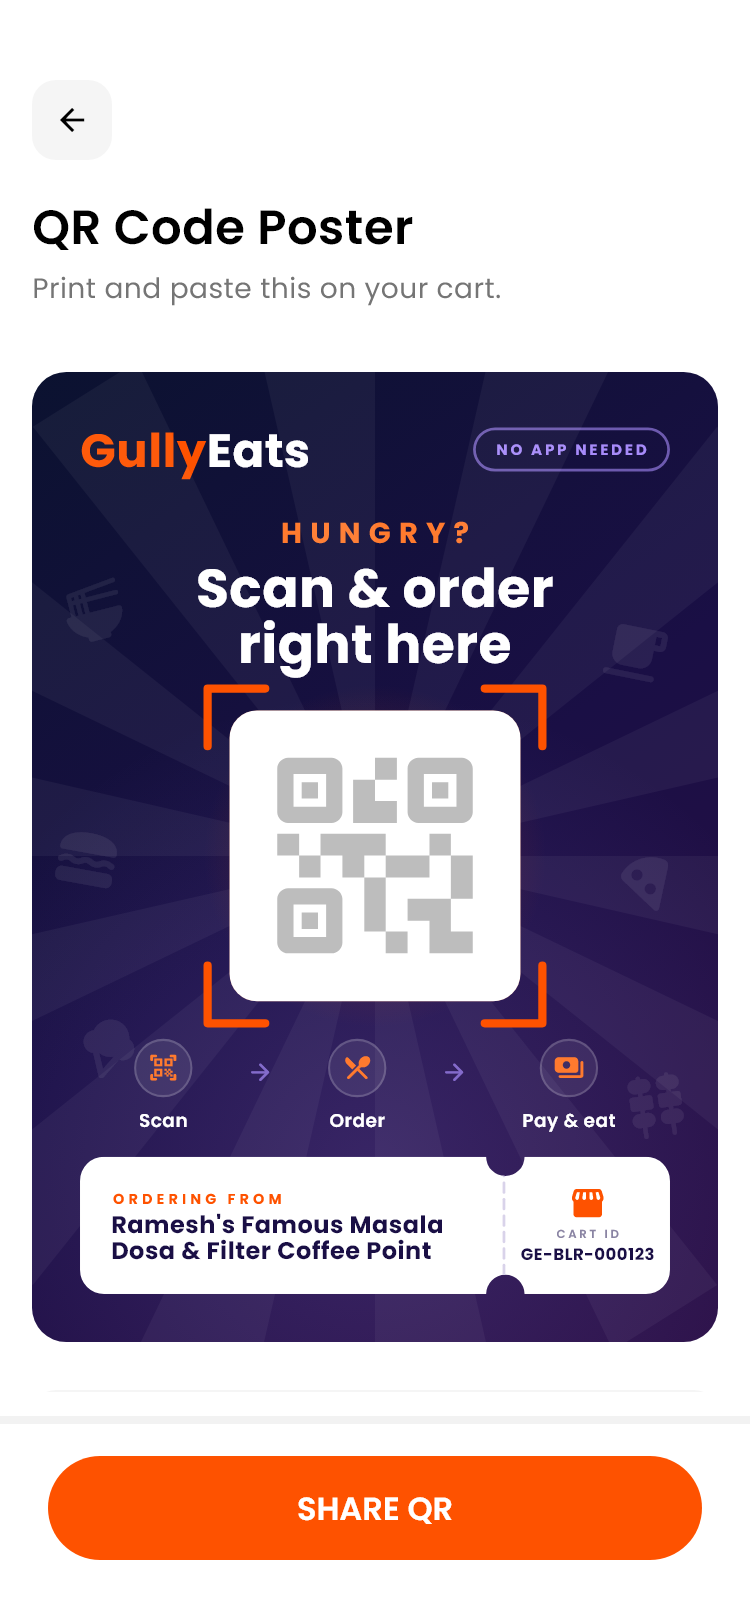 QR Code Poster
Print and paste this on your cart.
GullyEats
NO APP NEEDED
HUNGRY?
Scan & order
right here
Scan
Order
Pay & eat
ORDERING FROM
Ramesh's Famous Masala
Dosa & Filter Coffee Point
CART ID
GE-BLR-000123
SHARE QR